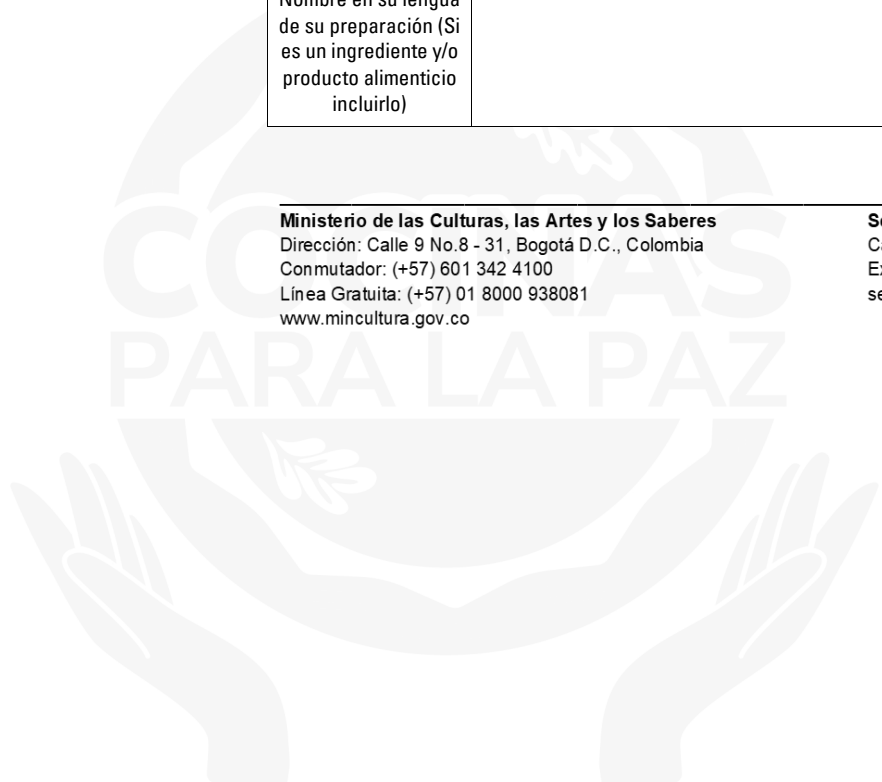 Nombre en su lengua
de su preparación (Si
es un ingrediente y/o
producto alimenticio
incluirlo)
Ministerio de las Culturas, las Artes y los Saberes
Dirección: Calle 9 No.8 - 31, Bogotá D.C., Colombia
Conmutador: (+57) 601 342 4100
Línea Gratuita: (+57) 01 8000 938081
www.mincultura.gov.co
COCINAS
PARA LA PAZ